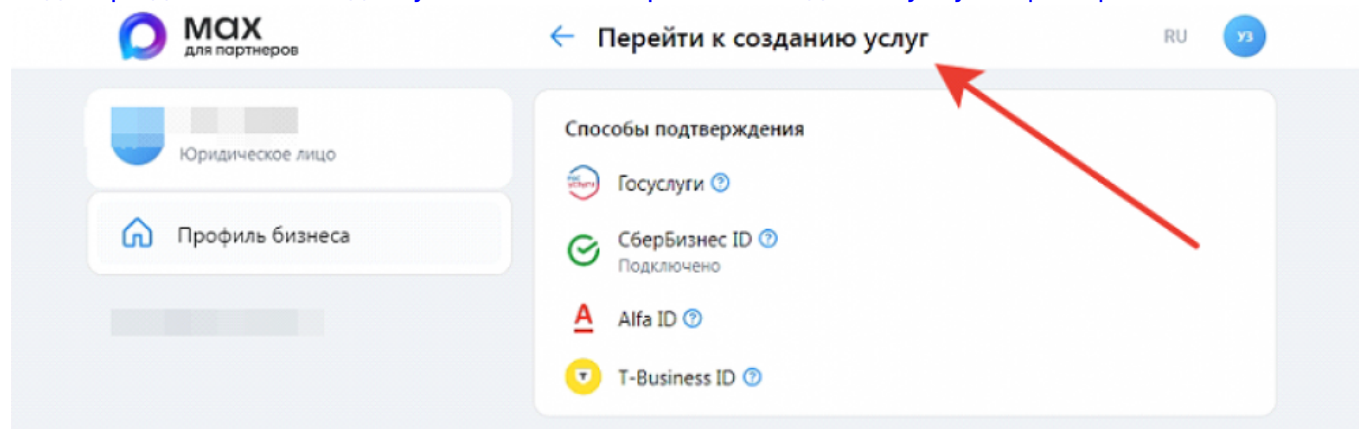 мах
для партнеров
Перейти к созданию услуг
RU
УЗ
Юридическое лицо
Профиль бизнеса
Способы подтверждения
Госуслуги
СберБизнес ID
Подключено
Alfa ID
T-Business ID